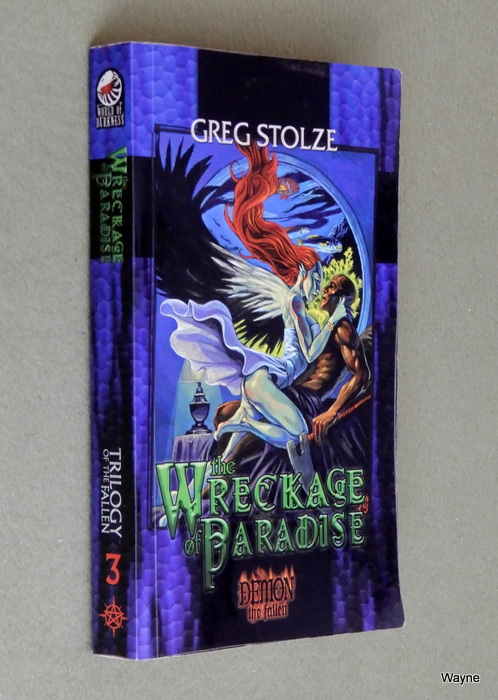 WORLD OF
DARKNESS
the
WRECKAGE
of PARADISE
TRILOGY
OF THE FALLEN
3
GREG STOLZE
the
WRECKAGE
of PARADISE
DEMON
the fallen
Wayne